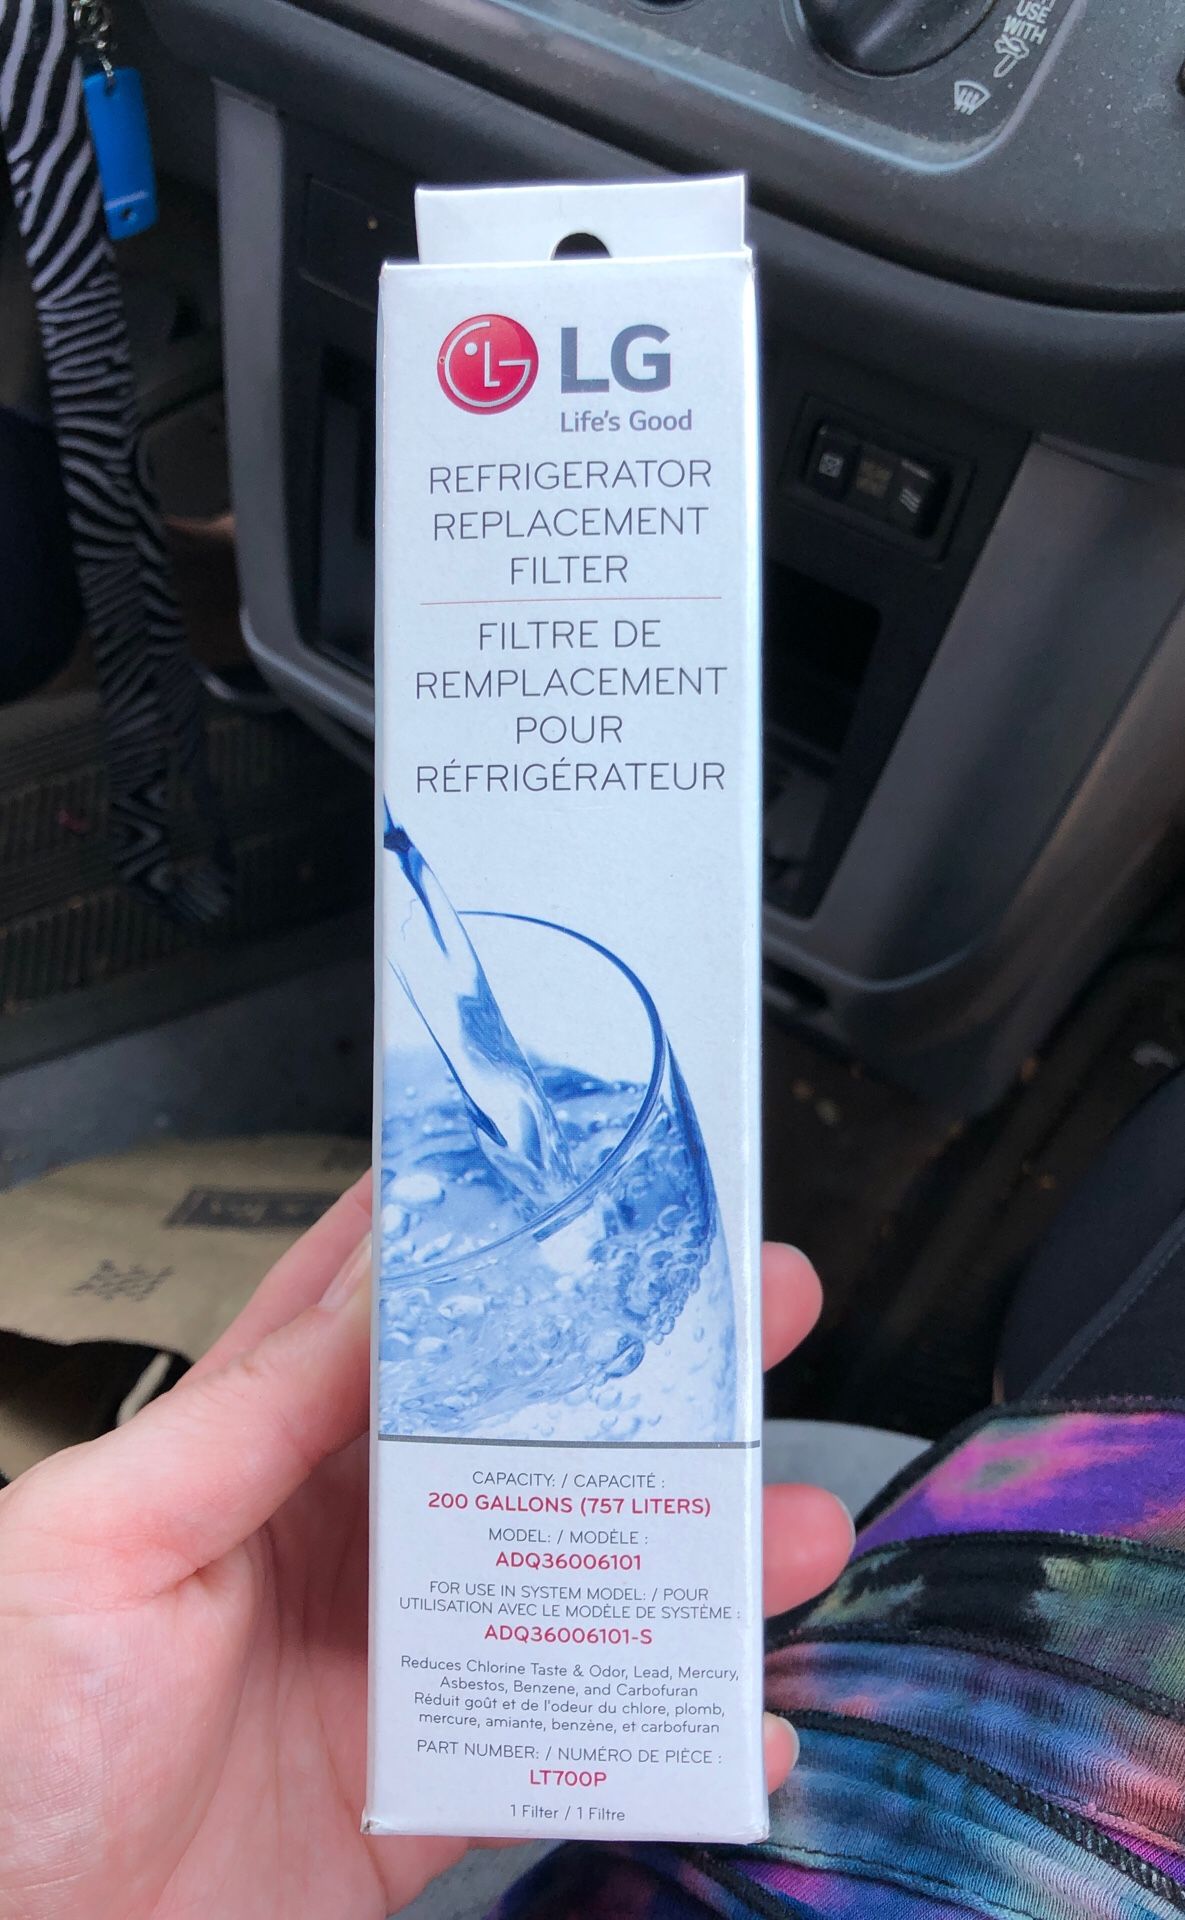 USE
WITH
LG
Life's Good
REFRIGERATOR
REPLACEMENT
FILTER
FILTRE DE
REMPLACEMENT
POUR
RÉFRIGÉRATEUR
CAPACITY: / CAPACITÉ :
200 GALLONS (757 LITERS)
MODEL: / MODÈLE :
ADQ36006101
FOR USE IN SYSTEM MODEL: / POUR
UTILISATION AVEC LE MODÈLE DE SYSTÈME :
ADQ36006101-S
Reduces Chlorine Taste & Odor, Lead, Mercury,
Asbestos, Benzene, and Carbofuran
Réduit goût et de l'odeur du chlore, plomb,
mercure, amiante, benzène, et carbofuran
PART NUMBER: / NUMÉRO DE PIÈCE :
LT700P
1 Filter / 1 Filtre